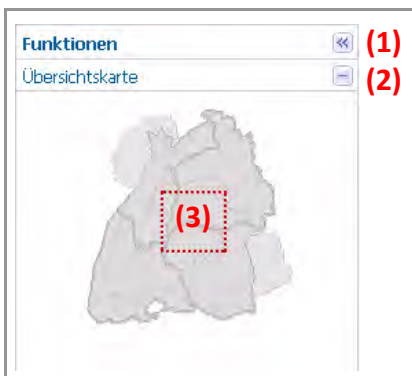 Funktionen (1)
Übersichtskarte (2)
(3)